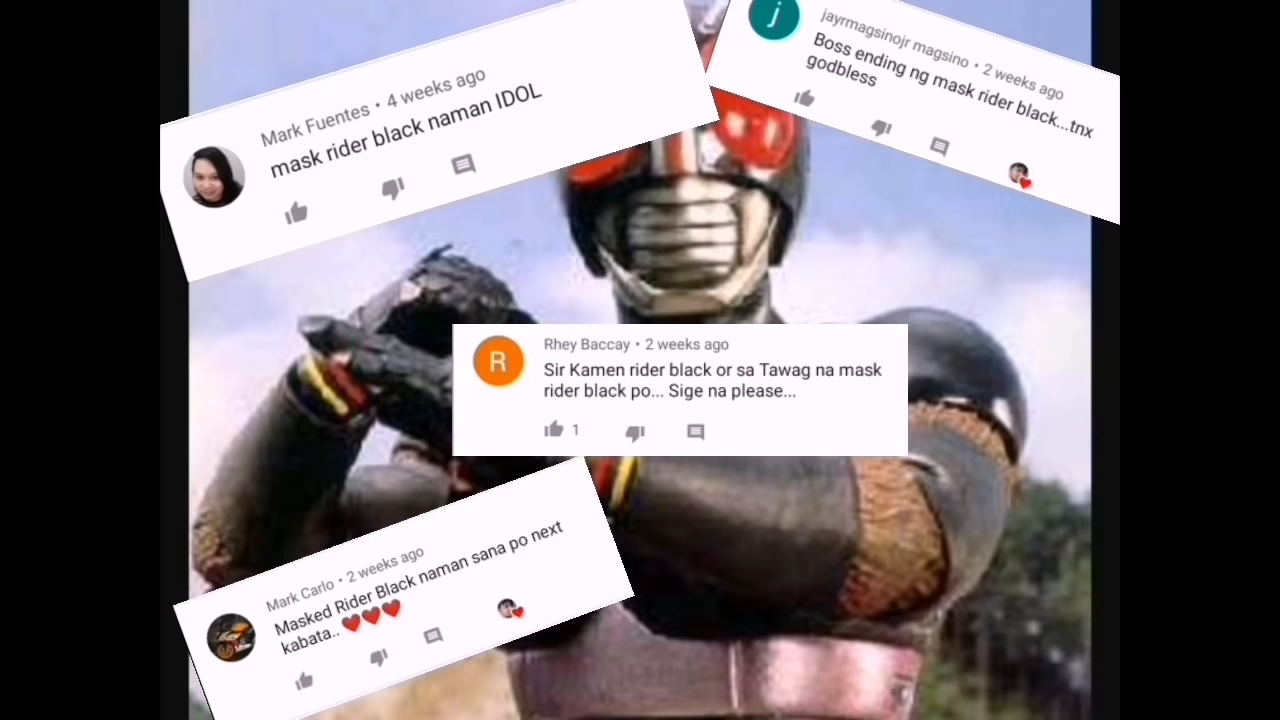 Mark Fuentes • 4 weeks ago
mask rider black naman IDOL
j
jayrmagsinojr magsino • 2 weeks ago
Boss ending ng mask rider black...tnx
godbless
R
Rhey Baccay • 2 weeks ago
Sir Kamen rider black or sa Tawag na mask
rider black po... Sige na please...
1
Mark Carlo • 2 weeks ago
Masked Rider Black naman sana po next
kabata.. ❤️❤️❤️